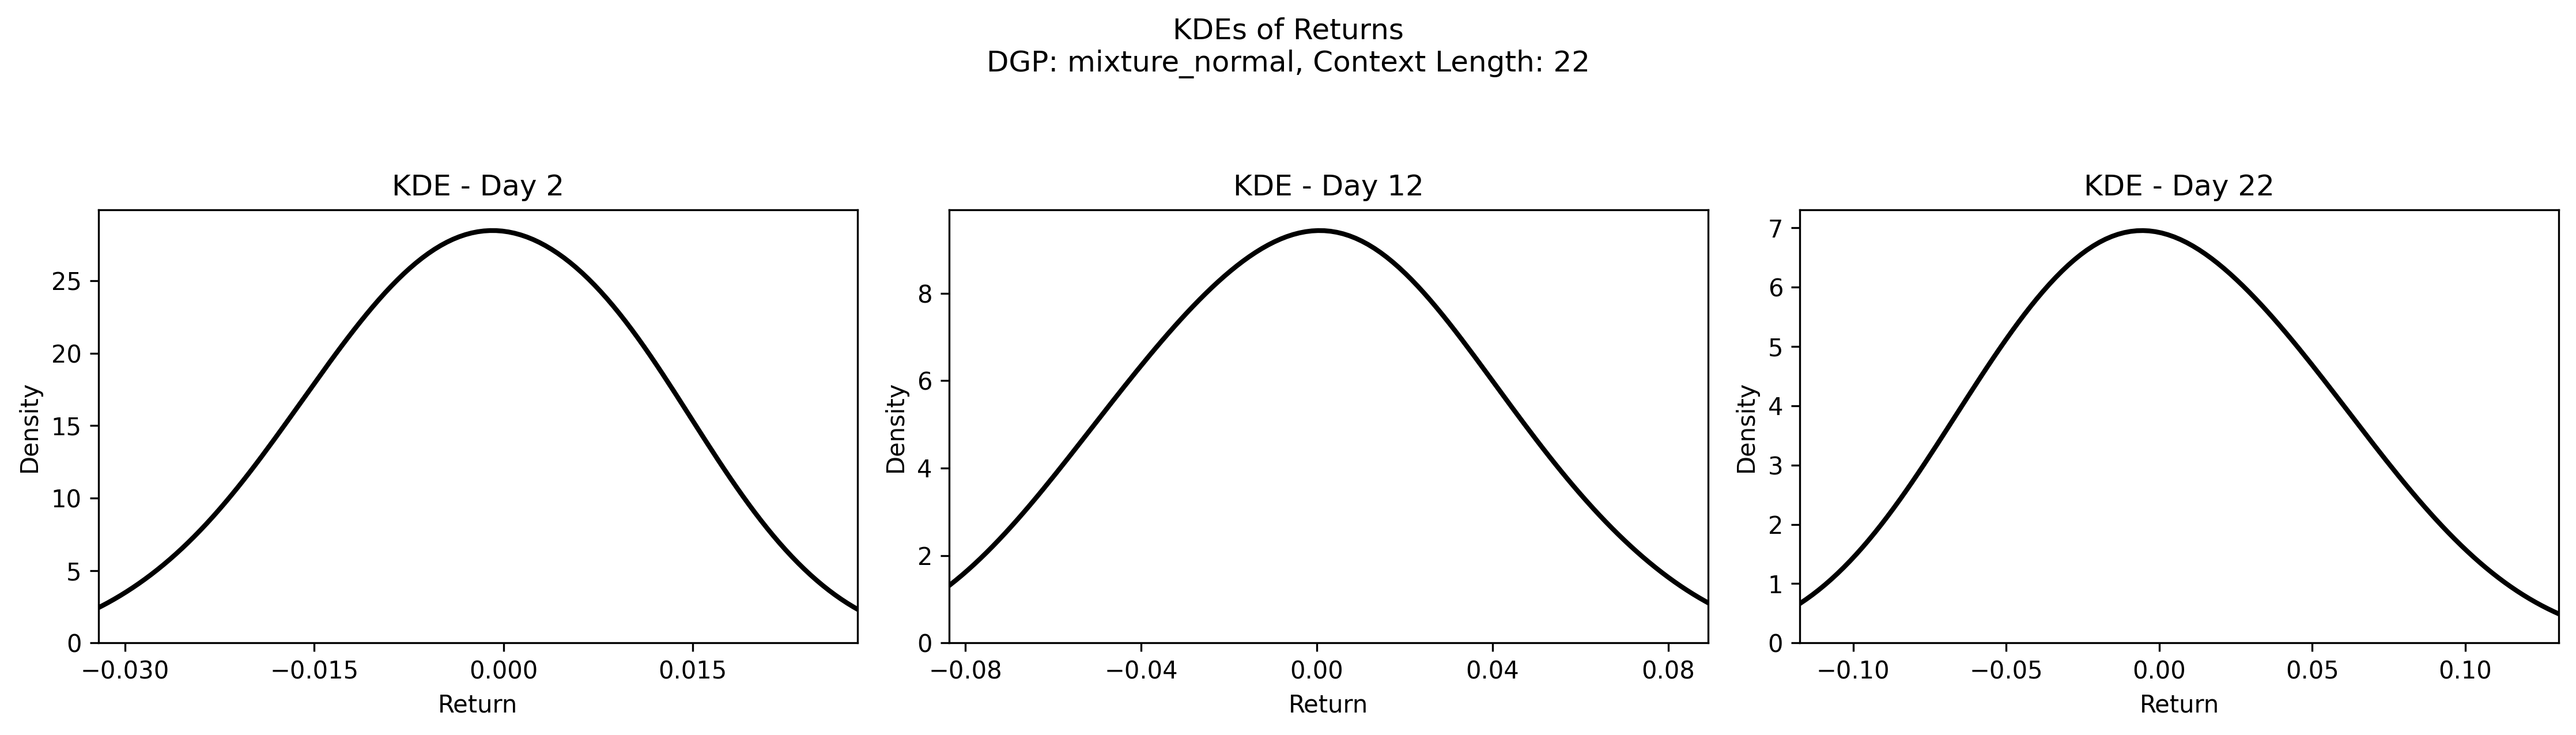 KDEs of Returns
DGP: mixture_normal, Context Length: 22
KDE - Day 2
Density
25
20
15
10
5
0
−0.030 −0.015 0.000 0.015
Return
KDE - Day 12
Density
8
6
4
2
0
−0.08 −0.04 0.00 0.04 0.08
Return
KDE - Day 22
Density
7
6
5
4
3
2
1
0
−0.10 −0.05 0.00 0.05 0.10
Return